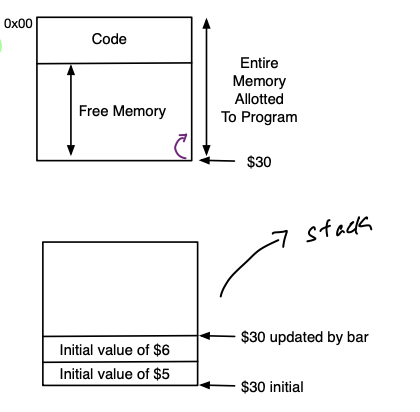 0x00
Code
Entire
Memory
Allotted
To Program
Free Memory
$30
stack
$30 updated by bar
Initial value of $6
Initial value of $5
$30 initial